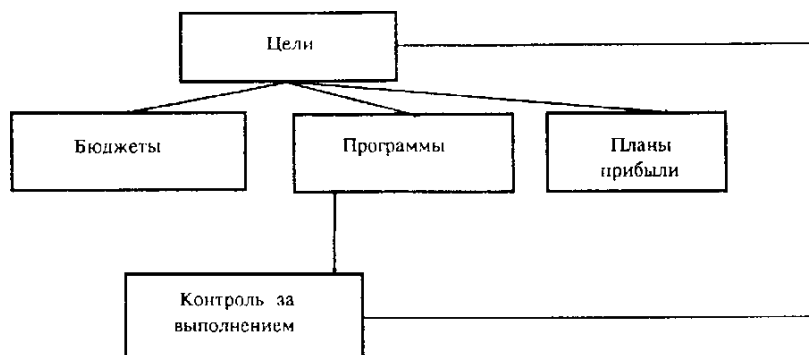 Цели
Бюджеты
Программы
Планы
прибыли
Контроль за
выполнением